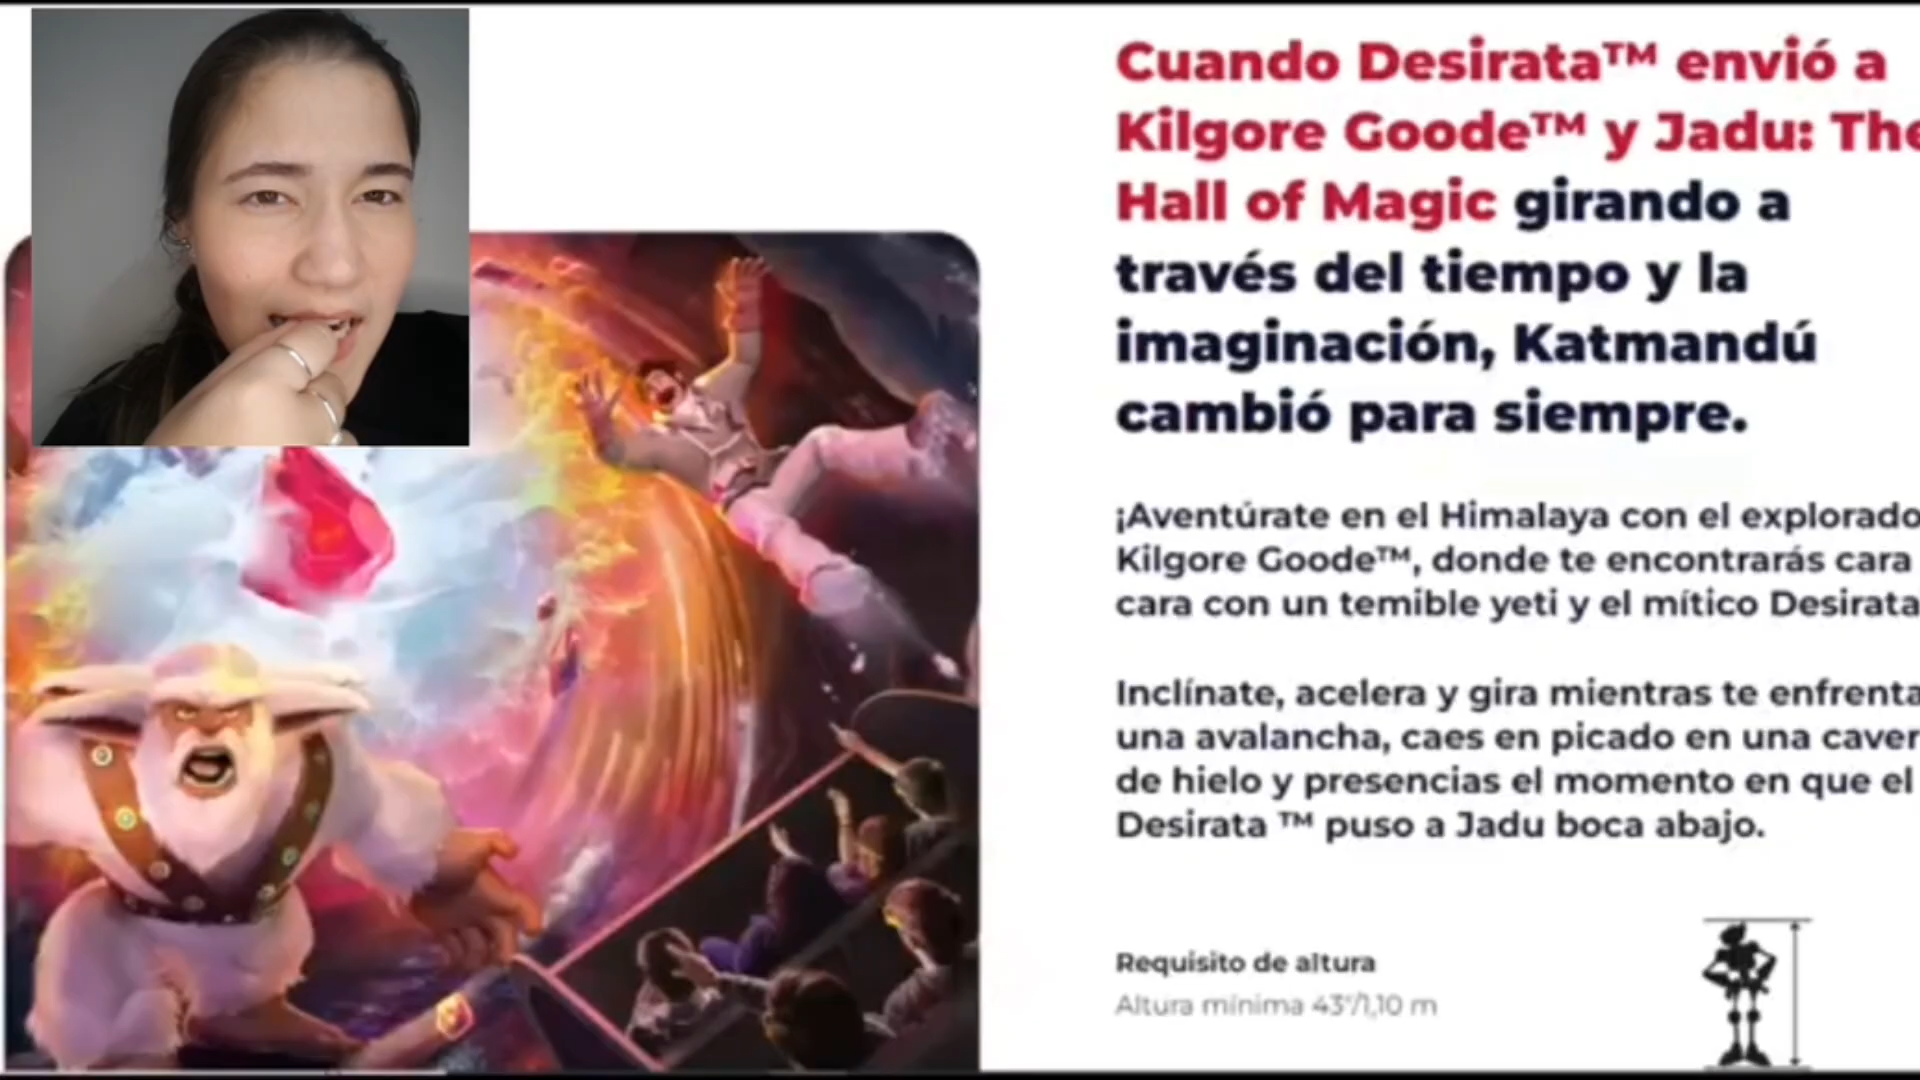 Cuando Desirata™ envió a
Kilgore Goode™ y Jadu: The
Hall of Magic girando a
través del tiempo y la
imaginación, Katmandú
cambió para siempre.
¡Aventúrate en el Himalaya con el explorado
Kilgore Goode™, donde te encontrarás cara
cara con un temible yeti y el mítico Desirata
Inclínate, acelera y gira mientras te enfrenta
una avalancha, caes en picado en una caver
de hielo y presencias el momento en que el
Desirata ™ puso a Jadu boca abajo.
Requisito de altura
Altura mínima 43"/1,10 m